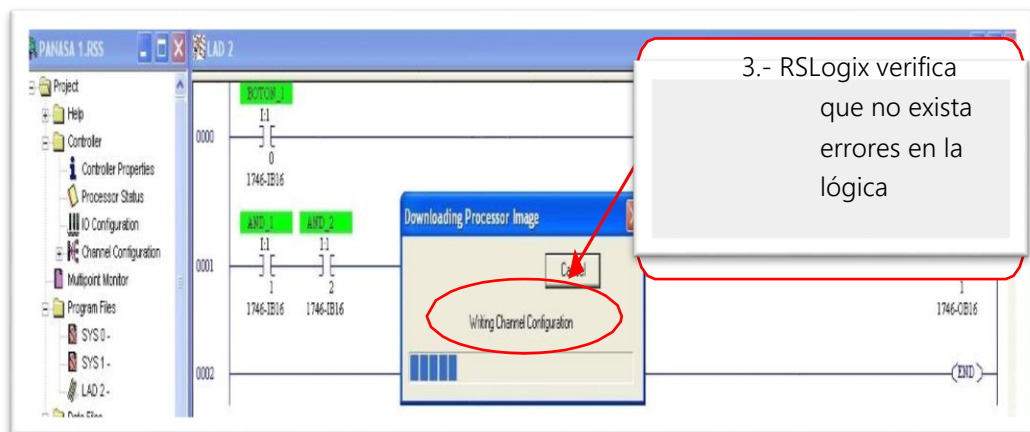 PANASA 1.RSS
LAD 2
Project
Help
Controller
Controller Properties
Processor Status
IO Configuration
Channel Configuration
Multipoint Monitor
Program Files
SYS 0 -
SYS 1 -
LAD 2 -
Data Files
0000
BOTON_1
I:1
0
1746-IB16
0001
AND_1
I:1
1
1746-IB16
AND_2
I:1
2
1746-IB16
1
1746-OB16
0002
END
Downloading Processor Image
Cancel
Writing Channel Configuration
3.- RSLogix verifica
que no exista
errores en la
lógica